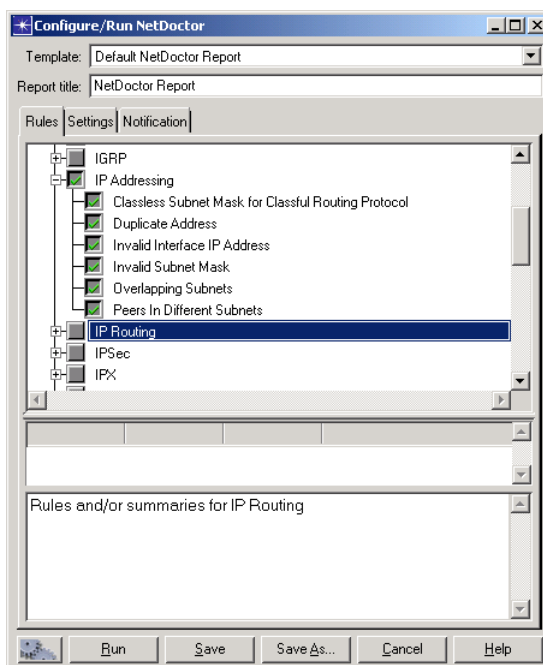 Configure/Run NetDoctor
Template: Default NetDoctor Report
Report title: NetDoctor Report
Rules Settings Notification
IGRP
IP Addressing
Classless Subnet Mask for Classful Routing Protocol
Duplicate Address
Invalid Interface IP Address
Invalid Subnet Mask
Overlapping Subnets
Peers In Different Subnets
IP Routing
IPSec
IPX
Rules and/or summaries for IP Routing
Run Save Save As... Cancel Help